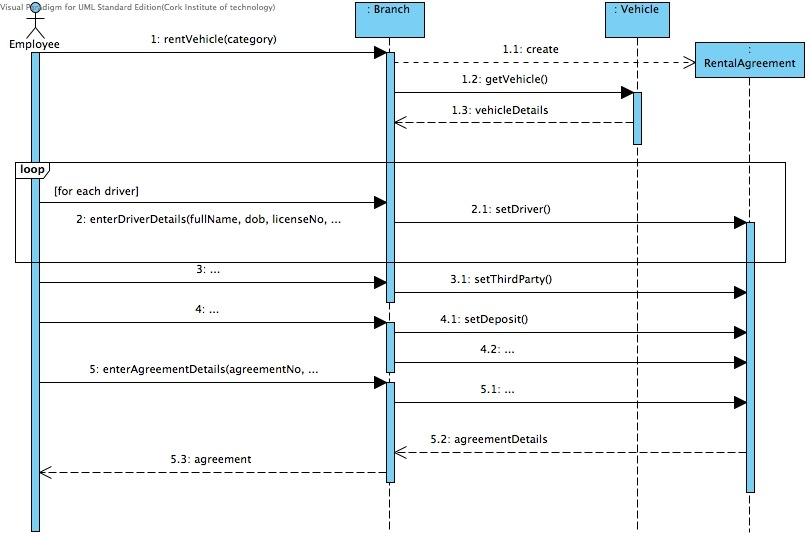 Visual Paradigm for UML Standard Edition(Cork Institute of technology)
: Branch
: Vehicle
Employee
1: rentVehicle(category)
1.1: create
:
RentalAgreement
1.2: getVehicle()
1.3: vehicleDetails
loop
[for each driver]
2: enterDriverDetails(fullName, dob, licenseNo, ...
2.1: setDriver()
3: ...
3.1: setThirdParty()
4: ...
4.1: setDeposit()
4.2: ...
5: enterAgreementDetails(agreementNo, ...
5.1: ...
5.2: agreementDetails
5.3: agreement